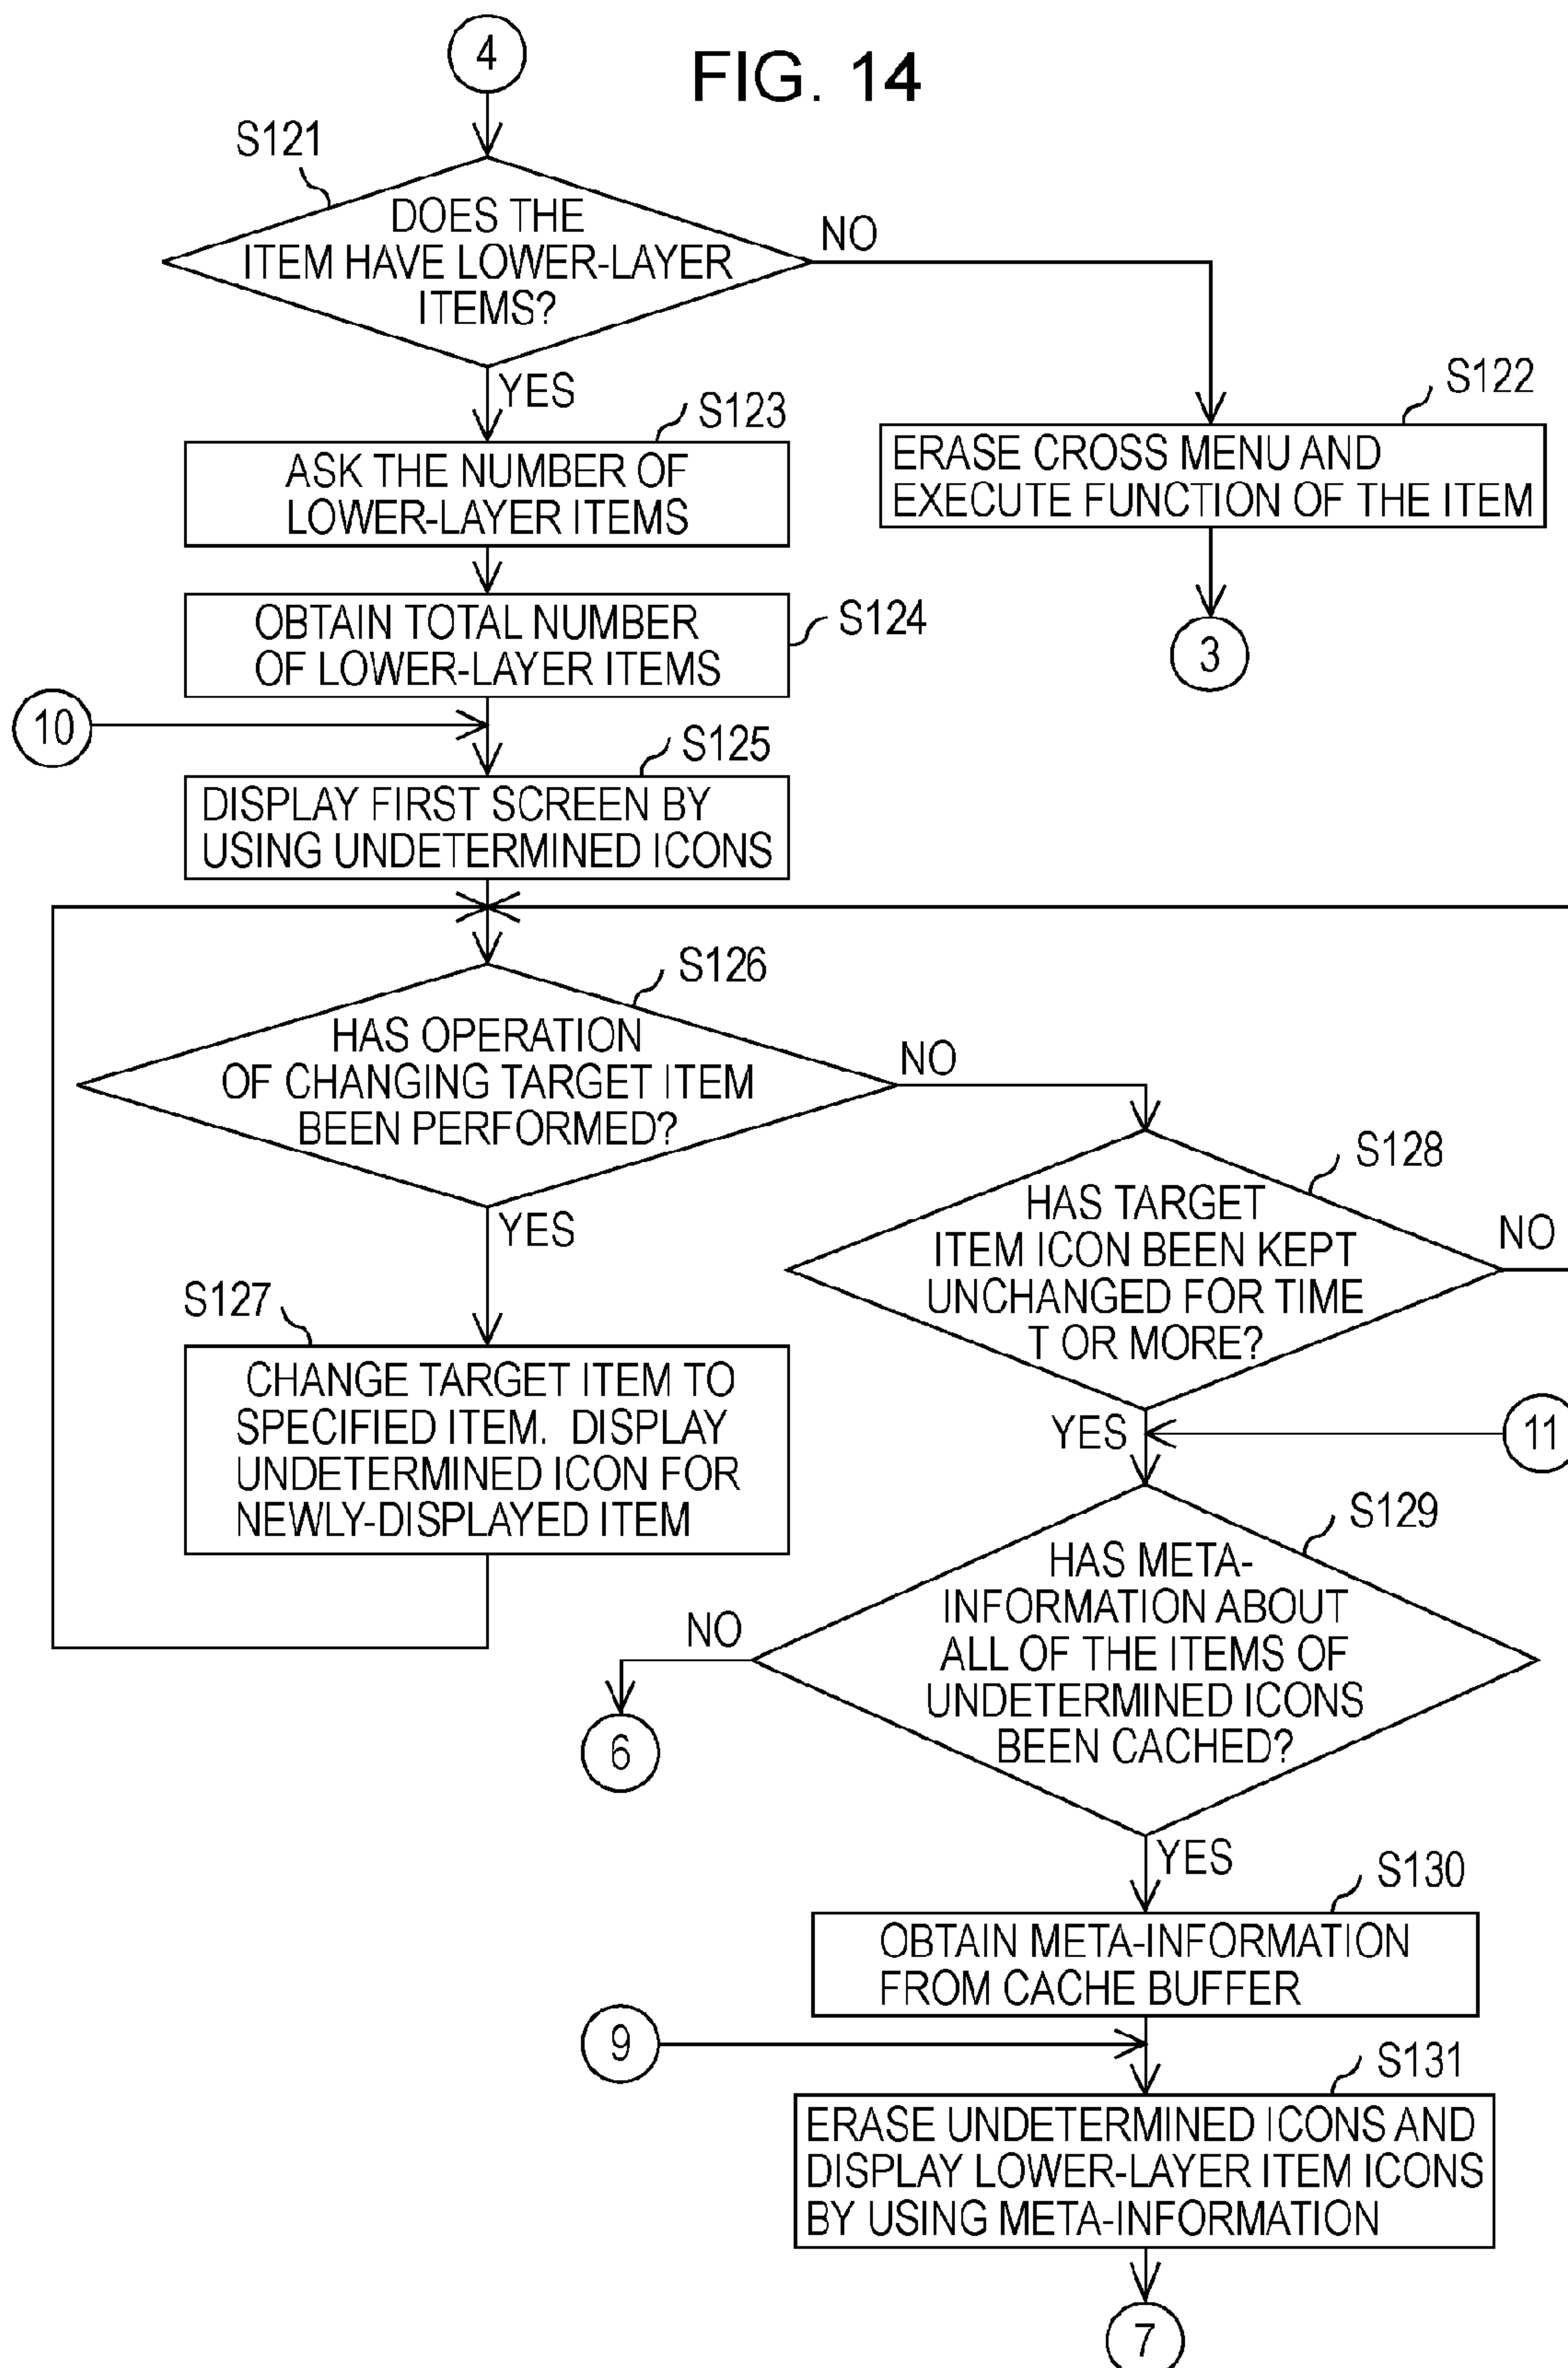 FIG. 14
4
S121
DOES THE
ITEM HAVE LOWER-LAYER
ITEMS?
NO
YES
S122
ERASE CROSS MENU AND
EXECUTE FUNCTION OF THE ITEM
3
S123
ASK THE NUMBER OF
LOWER-LAYER ITEMS
S124
OBTAIN TOTAL NUMBER
OF LOWER-LAYER ITEMS
10
S125
DISPLAY FIRST SCREEN BY
USING UNDETERMINED ICONS
S126
HAS OPERATION
OF CHANGING TARGET ITEM
BEEN PERFORMED?
NO
YES
S127
CHANGE TARGET ITEM TO
SPECIFIED ITEM. DISPLAY
UNDETERMINED ICON FOR
NEWLY-DISPLAYED ITEM
S128
HAS TARGET
ITEM ICON BEEN KEPT
UNCHANGED FOR TIME
T OR MORE?
NO
YES
11
S129
HAS META-
INFORMATION ABOUT
ALL OF THE ITEMS OF
UNDETERMINED ICONS
BEEN CACHED?
NO
6
YES
S130
OBTAIN META-INFORMATION
FROM CACHE BUFFER
9
S131
ERASE UNDETERMINED ICONS AND
DISPLAY LOWER-LAYER ITEM ICONS
BY USING META-INFORMATION
7